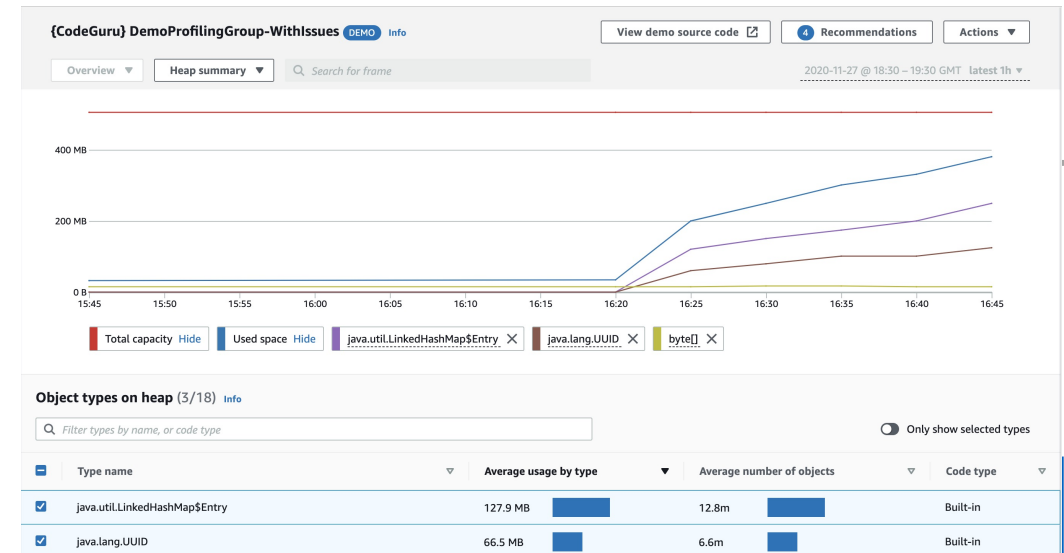 {CodeGuru} DemoProfilingGroup-WithIssues DEMO Info
View demo source code
4 Recommendations
Actions
Overview
Heap summary
Search for frame
2020-11-27 @ 18:30 – 19:30 GMT latest 1h
400 MB
200 MB
0 B
15:45 15:50 15:55 16:00 16:05 16:10 16:15 16:20 16:25 16:30 16:35 16:40 16:45
Total capacity Hide
Used space Hide
java.util.LinkedHashMap$Entry
java.lang.UUID
byte[]
Object types on heap (3/18) Info
Filter types by name, or code type
Only show selected types
Type name Average usage by type Average number of objects Code type
java.util.LinkedHashMap$Entry 127.9 MB 12.8m Built-in
java.lang.UUID 66.5 MB 6.6m Built-in